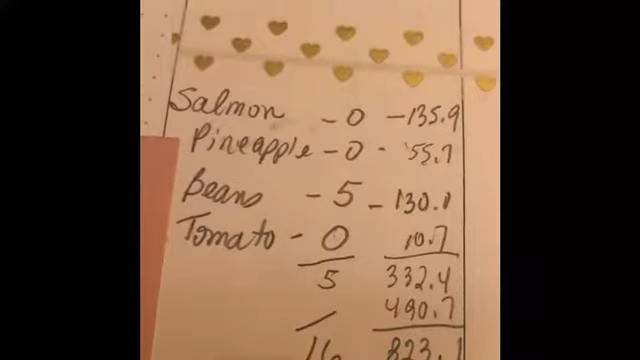 Salmon - 0 - 135.9
Pineapple - 0 - 55.7
Beans - 5 - 130.1
Tomato - 0 10.7
5 332.4
/ 490.7
16 823.1